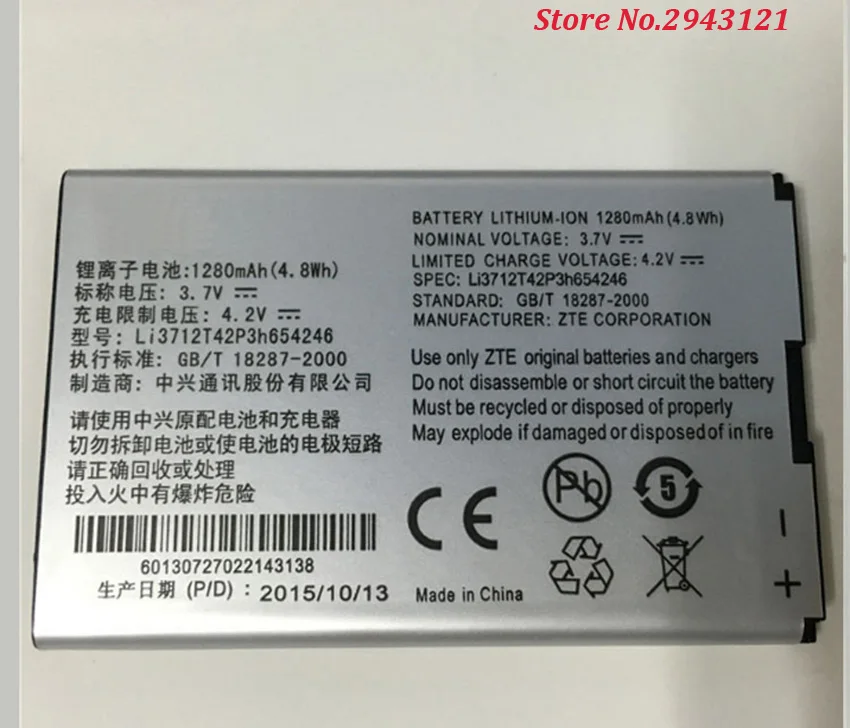 Store No.2943121
锂离子电池:1280mAh(4.8Wh)
标称电压: 3.7V
充电限制电压: 4.2V
型号: Li3712T42P3h654246
执行标准: GB/T 18287-2000
制造商: 中兴通讯股份有限公司
请使用中兴原配电池和充电器
切勿拆卸电池或使电池的电极短路
请正确回收或处理
投入火中有爆炸危险
60130727022143138
生产日期 (P/D) : 2015/10/13
BATTERY LITHIUM-ION 1280mAh(4.8Wh)
NOMINAL VOLTAGE: 3.7V
LIMITED CHARGE VOLTAGE:4.2V
SPEC: Li3712T42P3h654246
STANDARD: GB/T 18287-2000
MANUFACTURER: ZTE CORPORATION
Use only ZTE original batteries and chargers
Do not disassemble or short circuit the battery
Must be recycled or disposed of properly
May explode if damaged or disposed of in fire
CE
Pb
5
Made in China
-
+